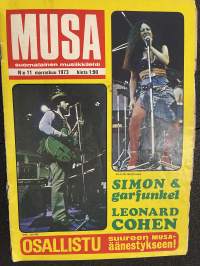 MUSA
suomalainen musiikkilehti
N:o 11 marraskuu 1973 hinta 1:90
SIMON &
garfunkel
LEONARD
COHEN
OSALLISTU suureen MUSA-
äänestykseen!